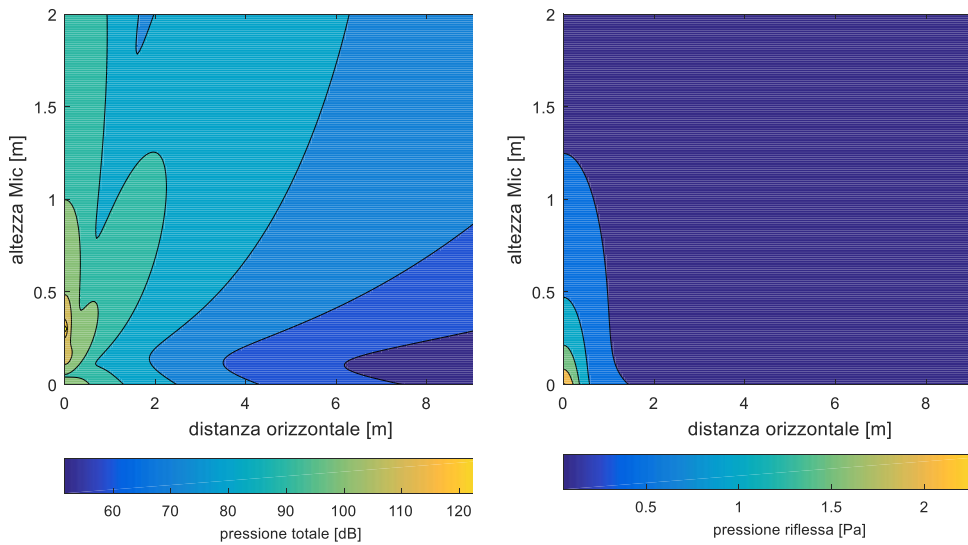 2
1.5
1
0.5
0
altezza Mic [m]
0 2 4 6 8
distanza orizzontale [m]
60 70 80 90 100 110 120
pressione totale [dB]
2
1.5
1
0.5
0
altezza Mic [m]
0 2 4 6 8
distanza orizzontale [m]
0.5 1 1.5 2
pressione riflessa [Pa]